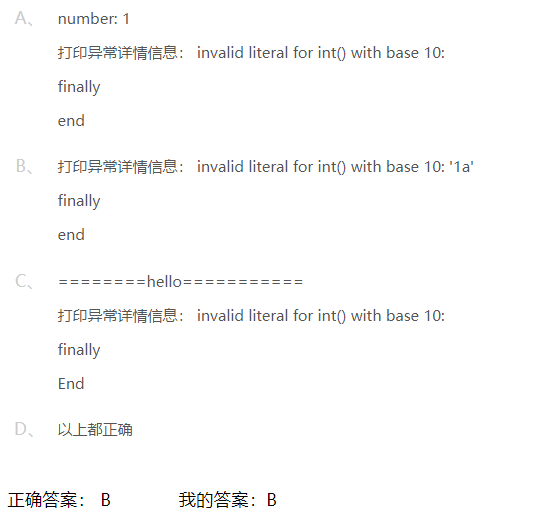 A、 number: 1
打印异常详情信息： invalid literal for int() with base 10:
finally
end
B、 打印异常详情信息： invalid literal for int() with base 10: '1a'
finally
end
C、 ========hello===========
打印异常详情信息： invalid literal for int() with base 10:
finally
End
D、 以上都正确
正确答案： B 我的答案：B